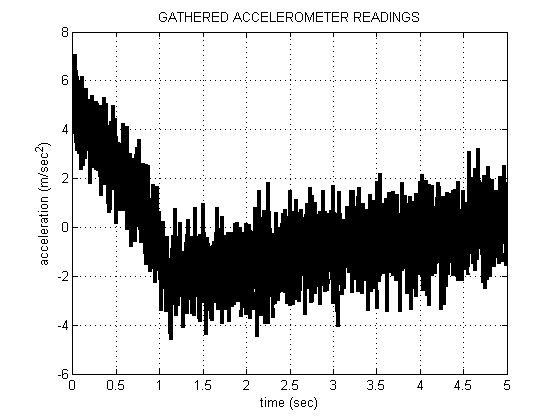 GATHERED ACCELEROMETER READINGS
8
6
4
2
0
-2
-4
-6
acceleration (m/sec²)
0 0.5 1 1.5 2 2.5 3 3.5 4 4.5 5
time (sec)